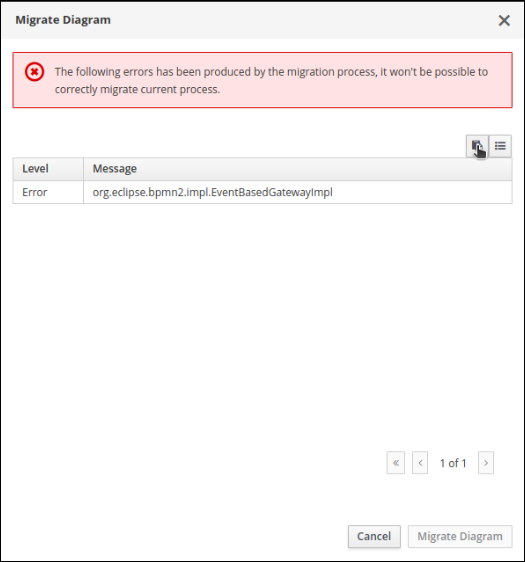 Migrate Diagram
The following errors has been produced by the migration process, it won't be possible to
correctly migrate current process.
Level Message
Error org.eclipse.bpmn2.impl.EventBasedGatewayImpl
1 of 1
Cancel Migrate Diagram